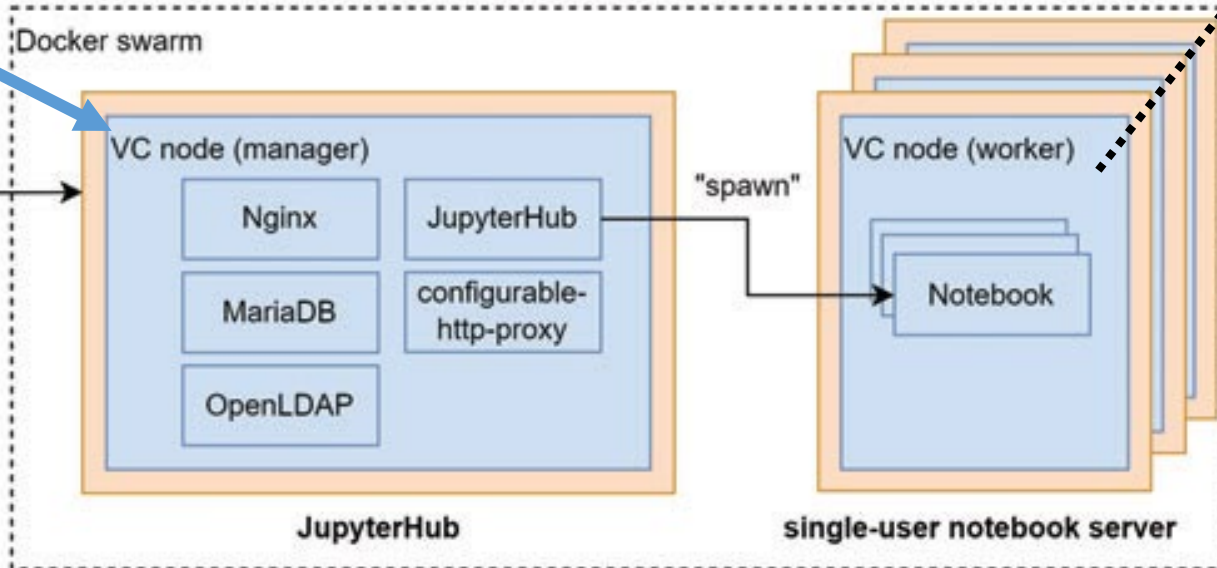 Docker swarm
VC node (manager)
Nginx
JupyterHub
MariaDB
configurable-
http-proxy
OpenLDAP
JupyterHub
"spawn"
VC node (worker)
Notebook
single-user notebook server